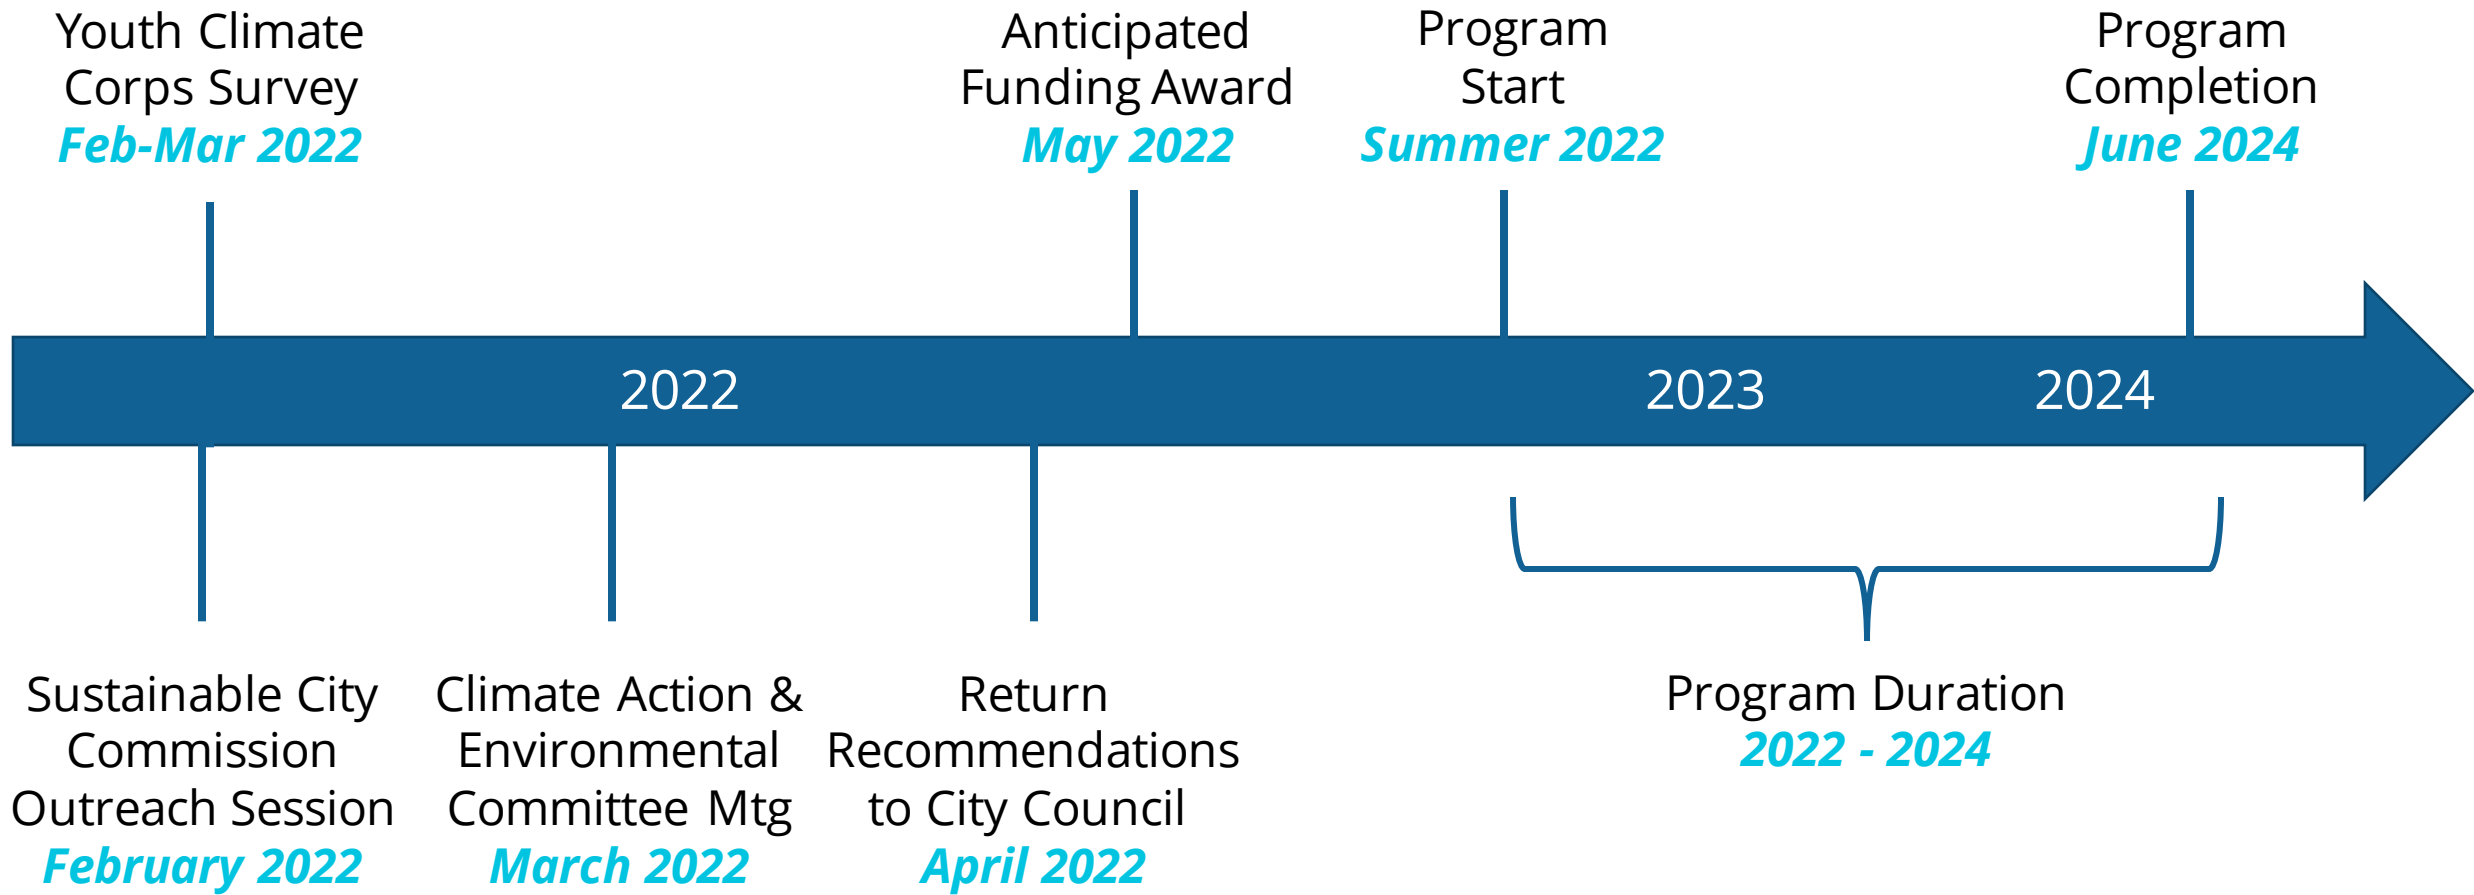 Youth Climate
Corps Survey
Feb-Mar 2022
Anticipated
Funding Award
May 2022
Program
Start
Summer 2022
Program
Completion
June 2024
2022
2023
2024
Sustainable City
Commission
Outreach Session
February 2022
Climate Action &
Environmental
Committee Mtg
March 2022
Return
Recommendations
to City Council
April 2022
Program Duration
2022 - 2024